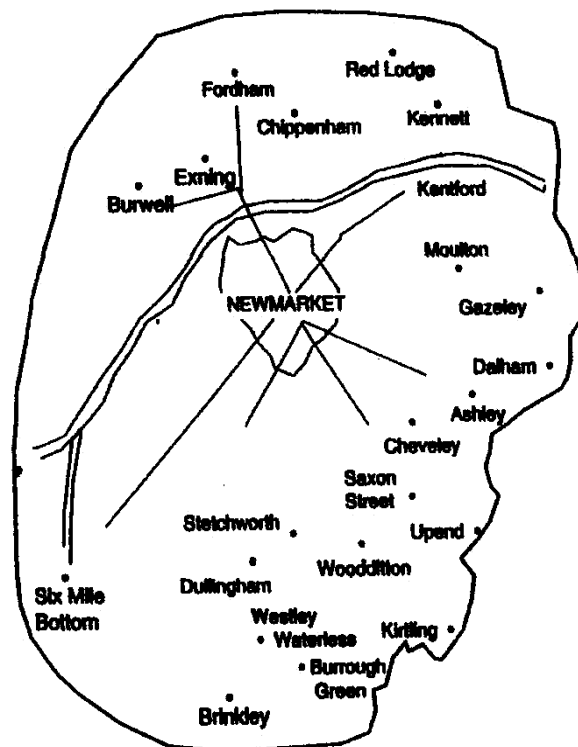 Red Lodge
Fordham
Chippenham
Kennett
Exning
Burwell
Kentford
Moulton
NEWMARKET
Gazeley
Dalham
Ashley
Cheveley
Saxon
Street
Stetchworth
Upend
Woodditton
Dullingham
Six Mile
Bottom
Westley
Waterless
Kirtling
Burrough
Green
Brinkley